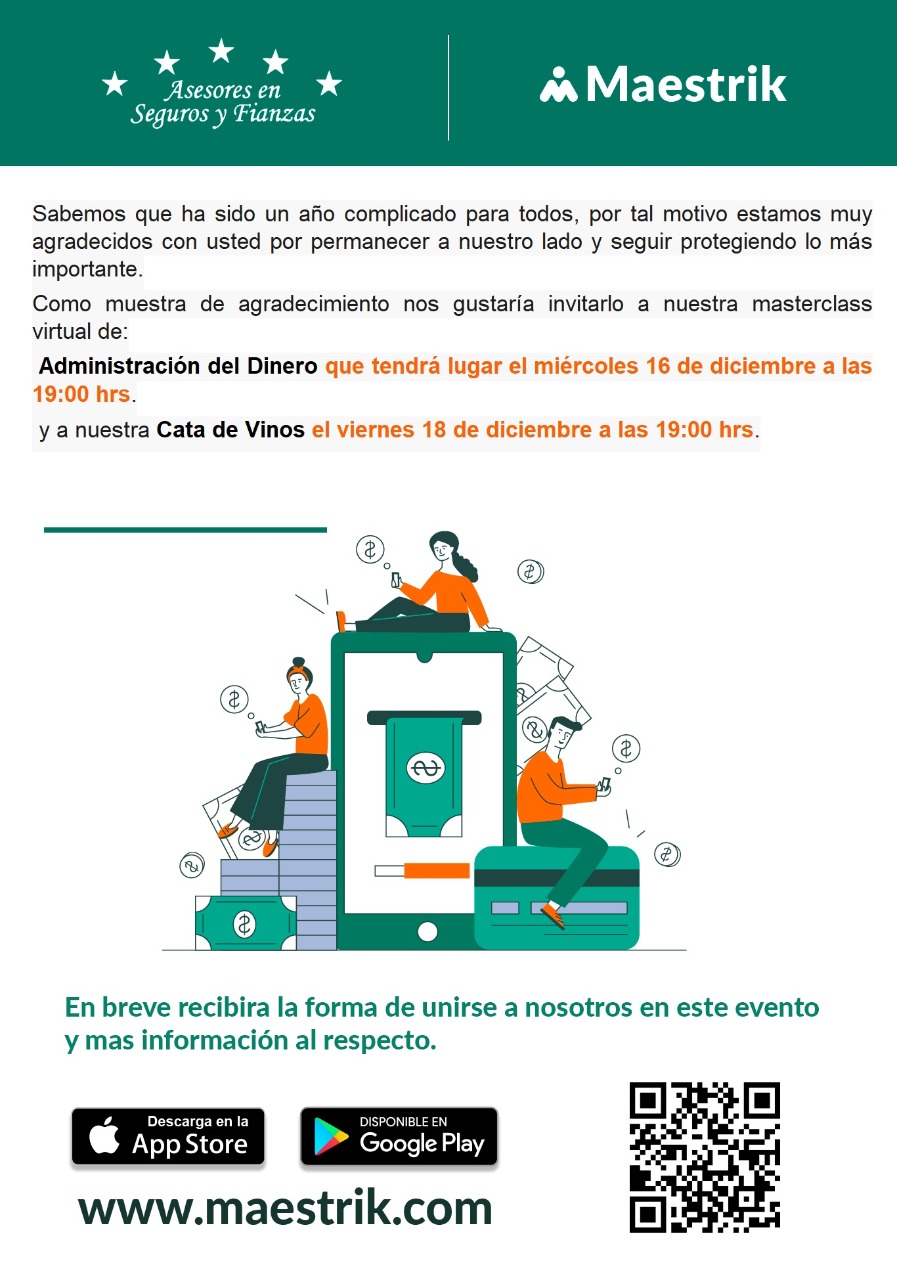 Asesores en
Seguros y Fianzas
Maestrik
Sabemos que ha sido un año complicado para todos, por tal motivo estamos muy
agradecidos con usted por permanecer a nuestro lado y seguir protegiendo lo más
importante.
Como muestra de agradecimiento nos gustaría invitarlo a nuestra masterclass
virtual de:
Administración del Dinero que tendrá lugar el miércoles 16 de diciembre a las
19:00 hrs.
y a nuestra Cata de Vinos el viernes 18 de diciembre a las 19:00 hrs.
En breve recibira la forma de unirse a nosotros en este evento
y mas información al respecto.
Descarga en la
App Store
DISPONIBLE EN
Google Play
www.maestrik.com